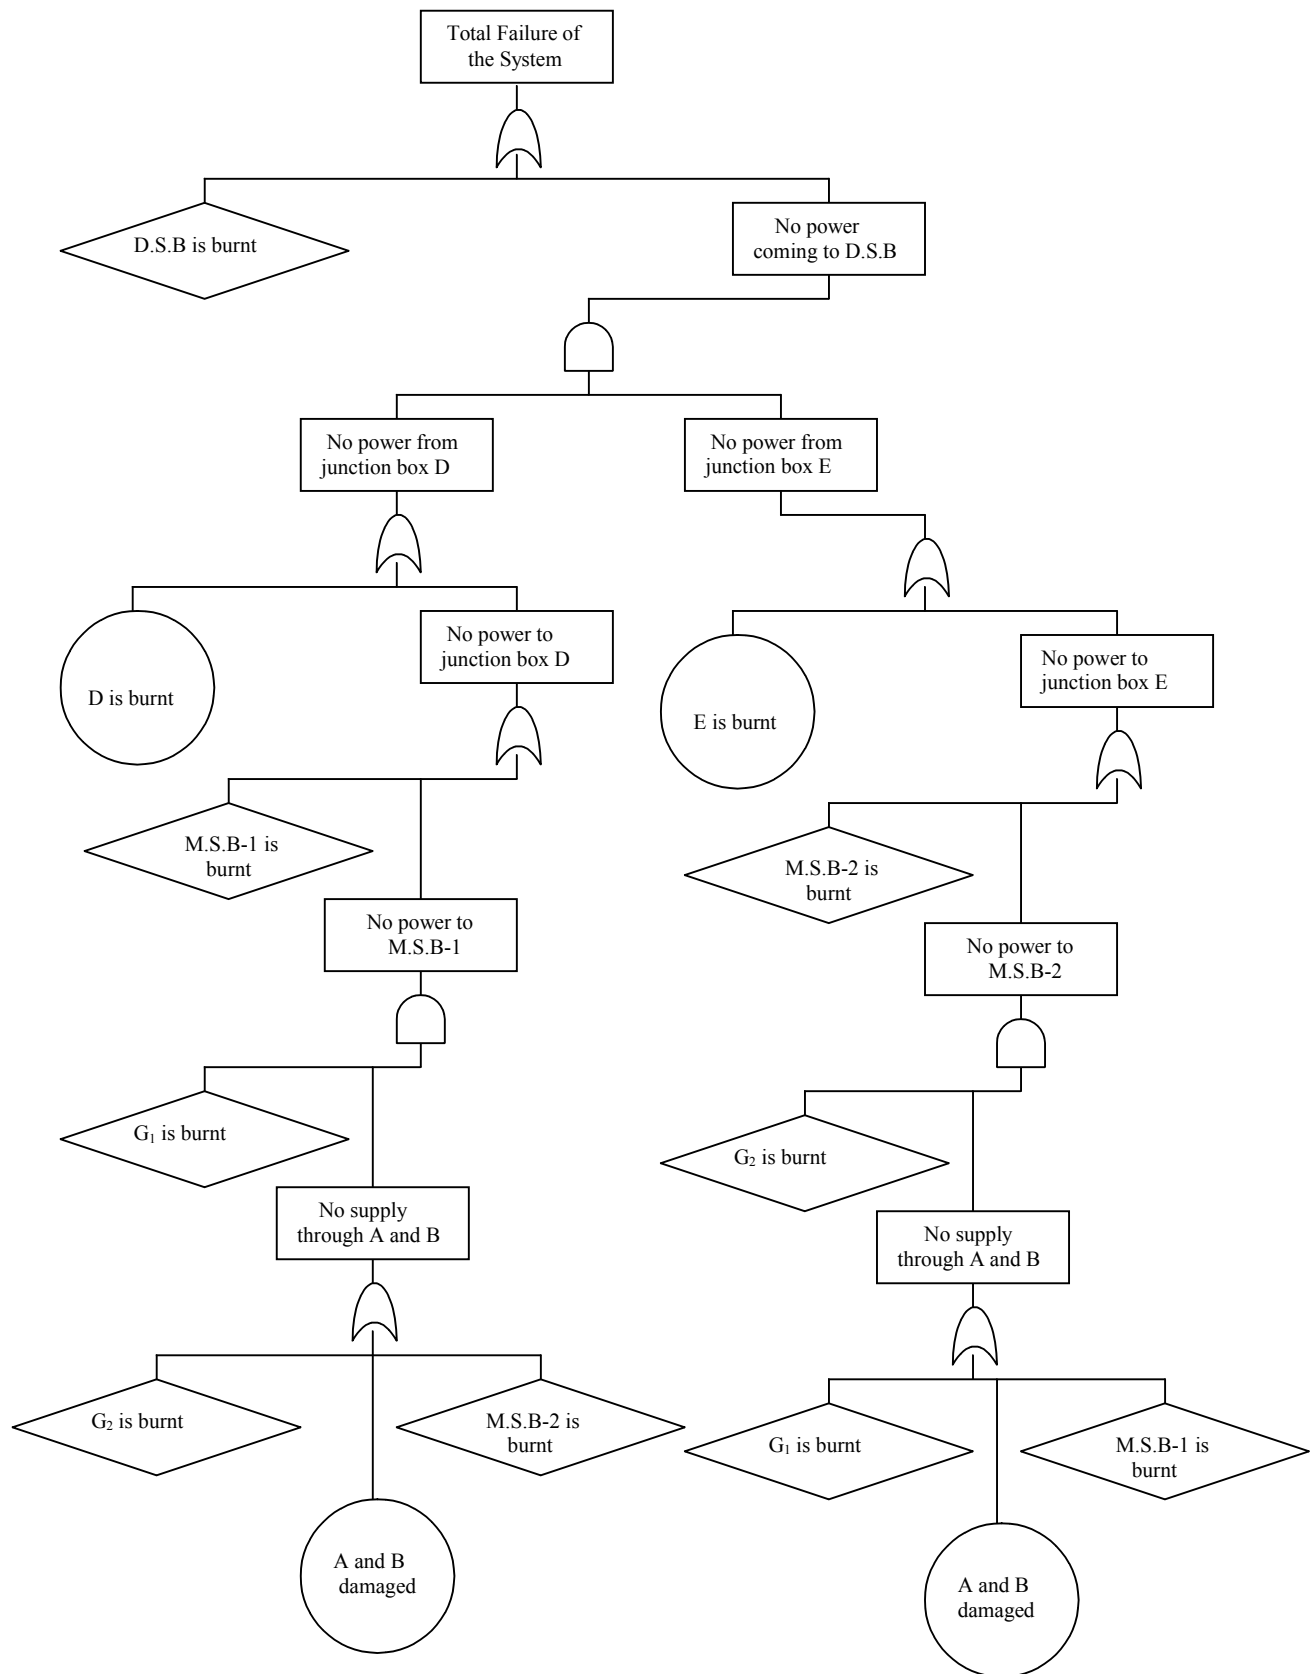 Total Failure of
the System
D.S.B is burnt
No power
coming to D.S.B
No power from
junction box D
No power from
junction box E
D is burnt
No power to
junction box D
E is burnt
No power to
junction box E
M.S.B-1 is
burnt
M.S.B-2 is
burnt
No power to
M.S.B-1
No power to
M.S.B-2
G₁ is burnt
G₂ is burnt
No supply
through A and B
No supply
through A and B
G₂ is burnt
M.S.B-2 is
burnt
G₁ is burnt
M.S.B-1 is
burnt
A and B
damaged
A and B
damaged